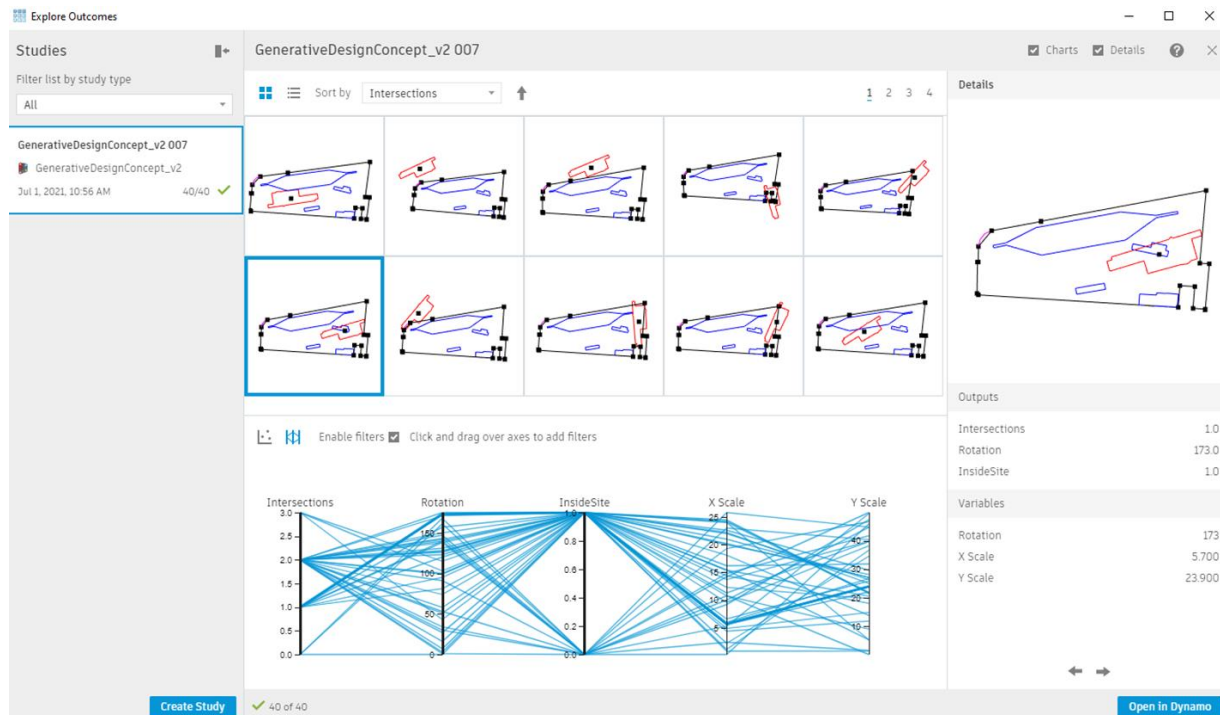 Explore Outcomes
Studies
Filter list by study type
All
GenerativeDesignConcept_v2 007
GenerativeDesignConcept_v2
Jul 1, 2021, 10:56 AM 40/40
Create Study
GenerativeDesignConcept_v2 007
Charts Details
Sort by Intersections
1 2 3 4
Enable filters Click and drag over axes to add filters
Intersections Rotation InsideSite X Scale Y Scale
3.0
2.5
2.0
1.5
1.0
0.5
0.0
150
100
50
0
1.0
0.8
0.6
0.4
0.2
0.0
25
20
15
10
5
40
30
20
10
40 of 40
Details
Outputs
Intersections 1.0
Rotation 173.0
InsideSite 1.0
Variables
Rotation 173
X Scale 5.700
Y Scale 23.900
Open in Dynamo